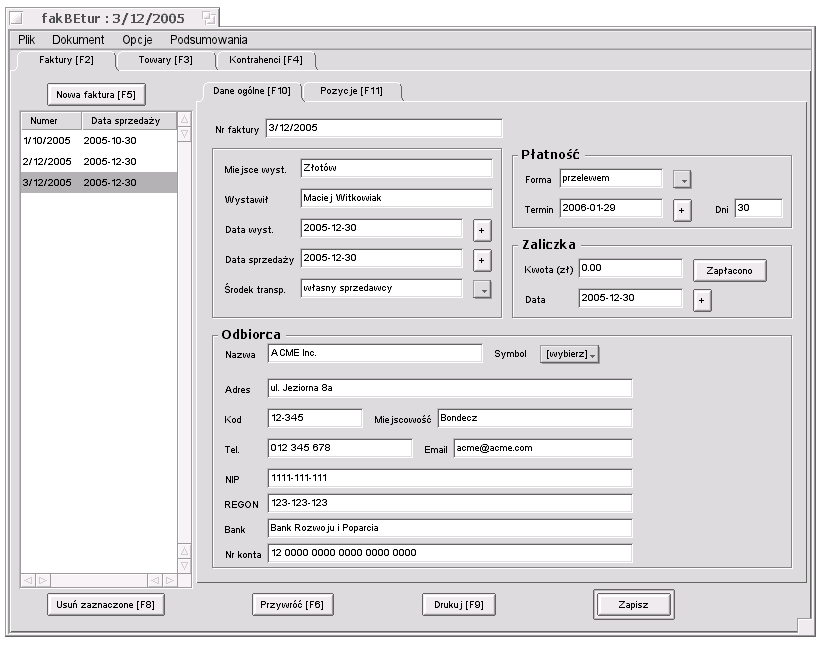 fakBEtur : 3/12/2005
Plik Dokument Opcje Podsumowania
Faktury [F2] Towary [F3] Kontrahenci [F4]
Nowa faktura [F5]
Numer Data sprzedaży
1/10/2005 2005-10-30
2/12/2005 2005-12-30
3/12/2005 2005-12-30
Dane ogólne [F10] Pozycje [F11]
Nr faktury 3/12/2005
Miejsce wyst. Złotów
Wystawił Maciej Witkowiak
Data wyst. 2005-12-30 +
Data sprzedaży 2005-12-30 +
Środek transp. własny sprzedawcy
Płatność
Forma przelewem
Termin 2006-01-29 + Dni 30
Zaliczka
Kwota (zł) 0.00 Zapłacono
Data 2005-12-30 +
Odbiorca
Nazwa ACME Inc. Symbol [wybierz]
Adres ul. Jeziorna 8a
Kod 12-345 Miejscowość Bondecz
Tel. 012 345 678 Email acme@acme.com
NIP 1111-111-111
REGON 123-123-123
Bank Bank Rozwoju i Poparcia
Nr konta 12 0000 0000 0000 0000 0000
Usuń zaznaczone [F8] Przywróć [F6] Drukuj [F9] Zapisz